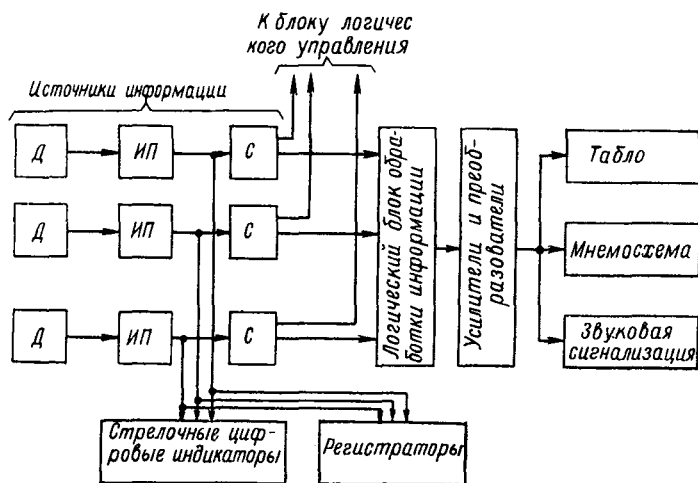 К блоку логичес
кого управления
Источники информации
Д
ИП
С
Д
ИП
С
Д
ИП
С
Логический блок обра-
ботки информации
Усилители и преоб-
разователи
Табло
Мнемосхема
Звуковая
сигнализация
Стрелочные циф-
ровые индикаторы
Регистраторы